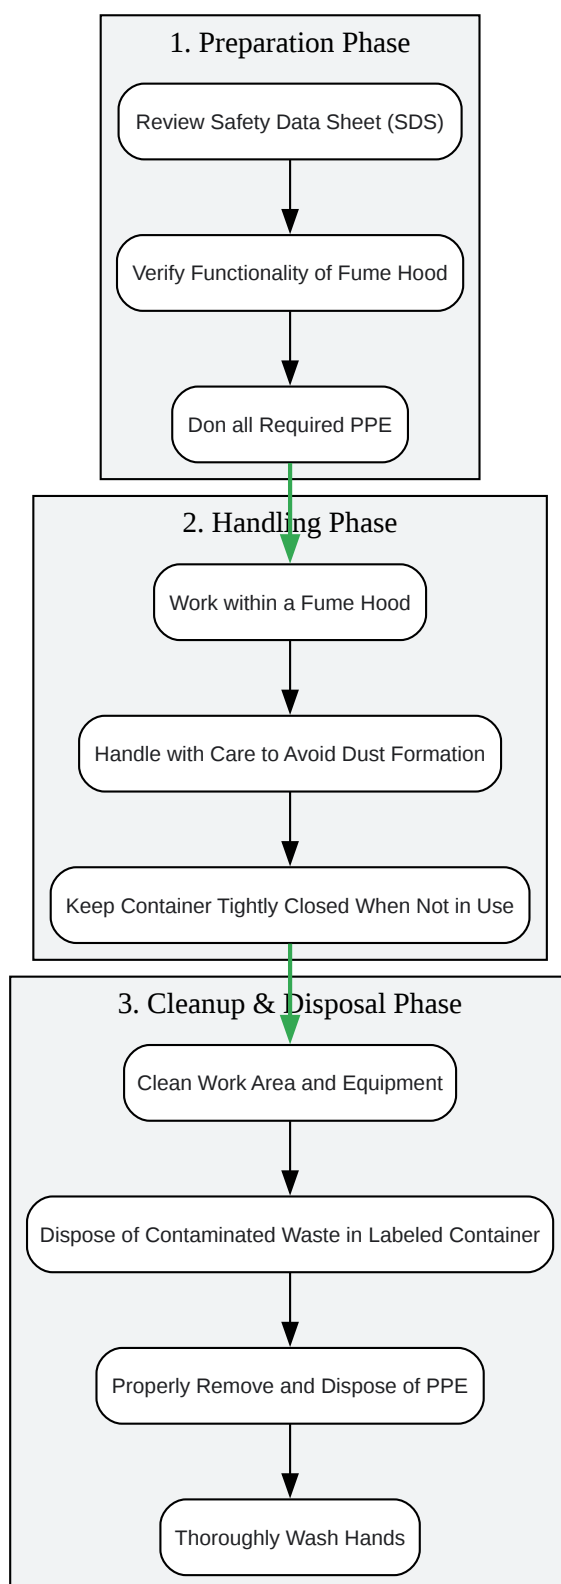 1. Preparation Phase
Review Safety Data Sheet (SDS)
Verify Functionality of Fume Hood
Don all Required PPE
2. Handling Phase
Work within a Fume Hood
Handle with Care to Avoid Dust Formation
Keep Container Tightly Closed When Not in Use
3. Cleanup & Disposal Phase
Clean Work Area and Equipment
Dispose of Contaminated Waste in Labeled Container
Properly Remove and Dispose of PPE
Thoroughly Wash Hands